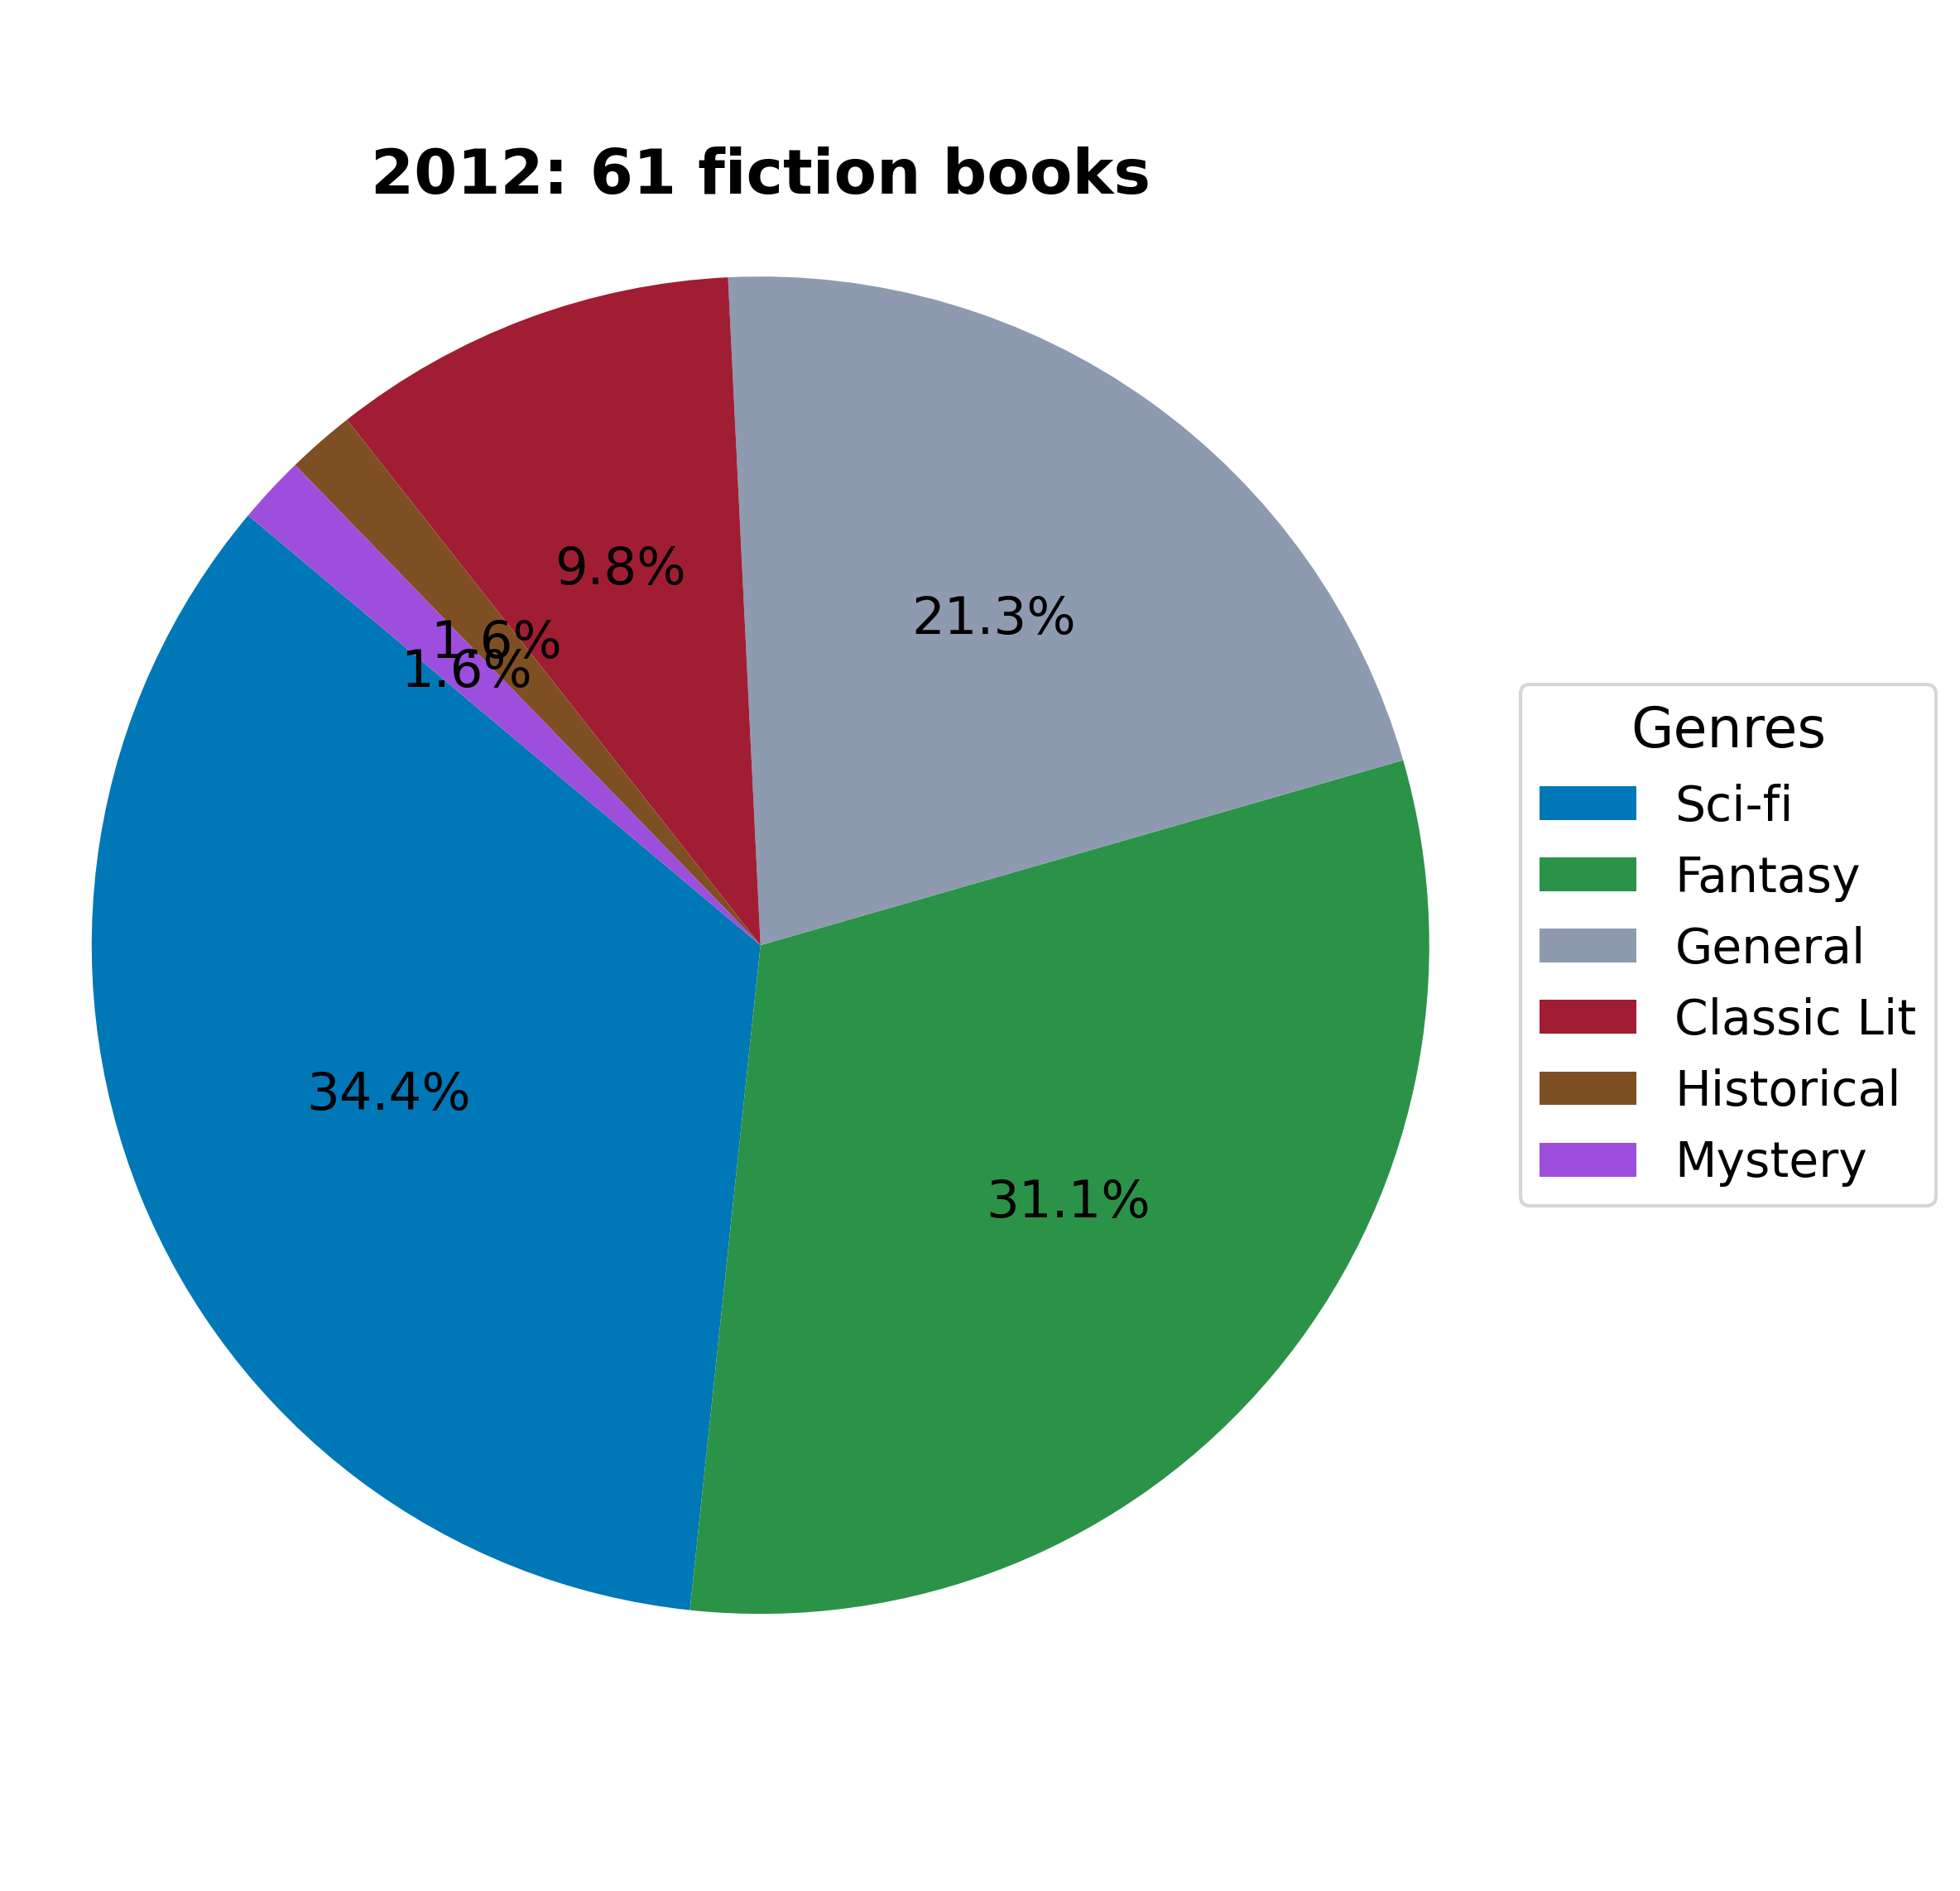 2012: 61 fiction books
9.8%
21.3%
1.6%
1.6%
34.4%
31.1%
Genres
Sci-fi
Fantasy
General
Classic Lit
Historical
Mystery